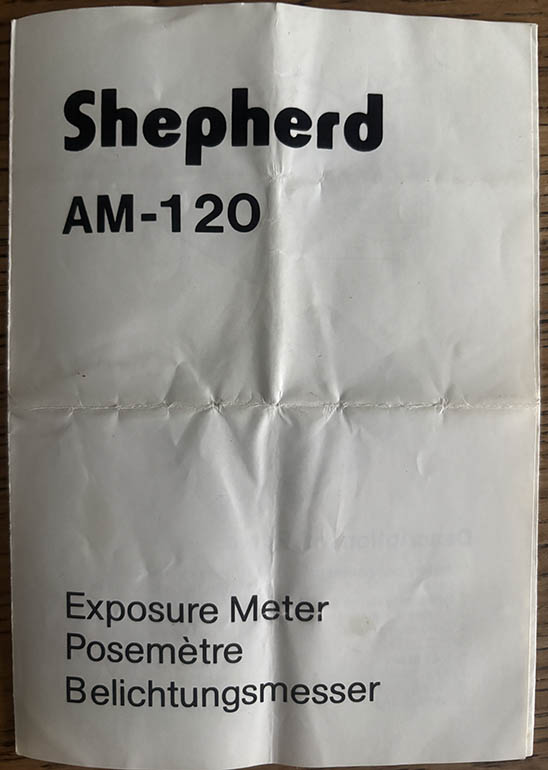 Shepherd
AM-120
Exposure Meter
Posemètre
Belichtungsmesser